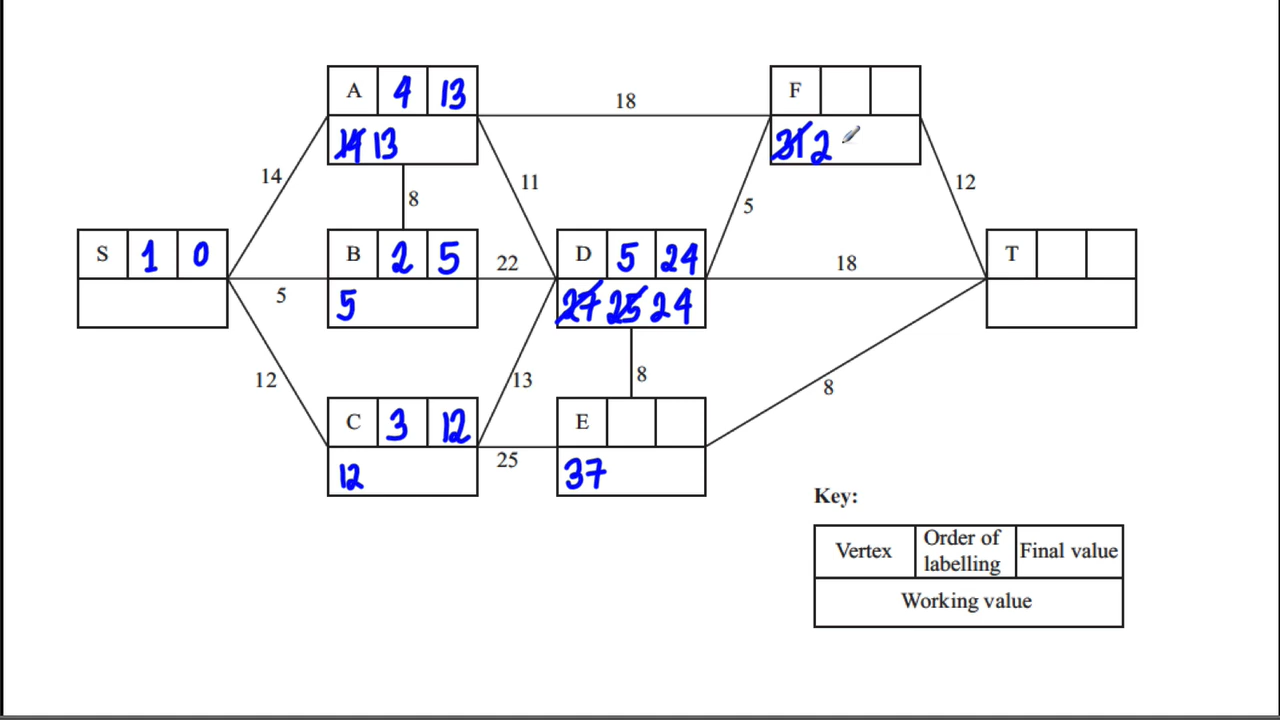 A 4 13
14 13
F
31 2
18
14
11
12
8
5
S 1 0
B 2 5
22
D 5 24
18
T
5
5
27 25 24
12
13
8
8
C 3 12
E
12
25
37
Key:
Vertex
Order of
labelling
Final value
Working value